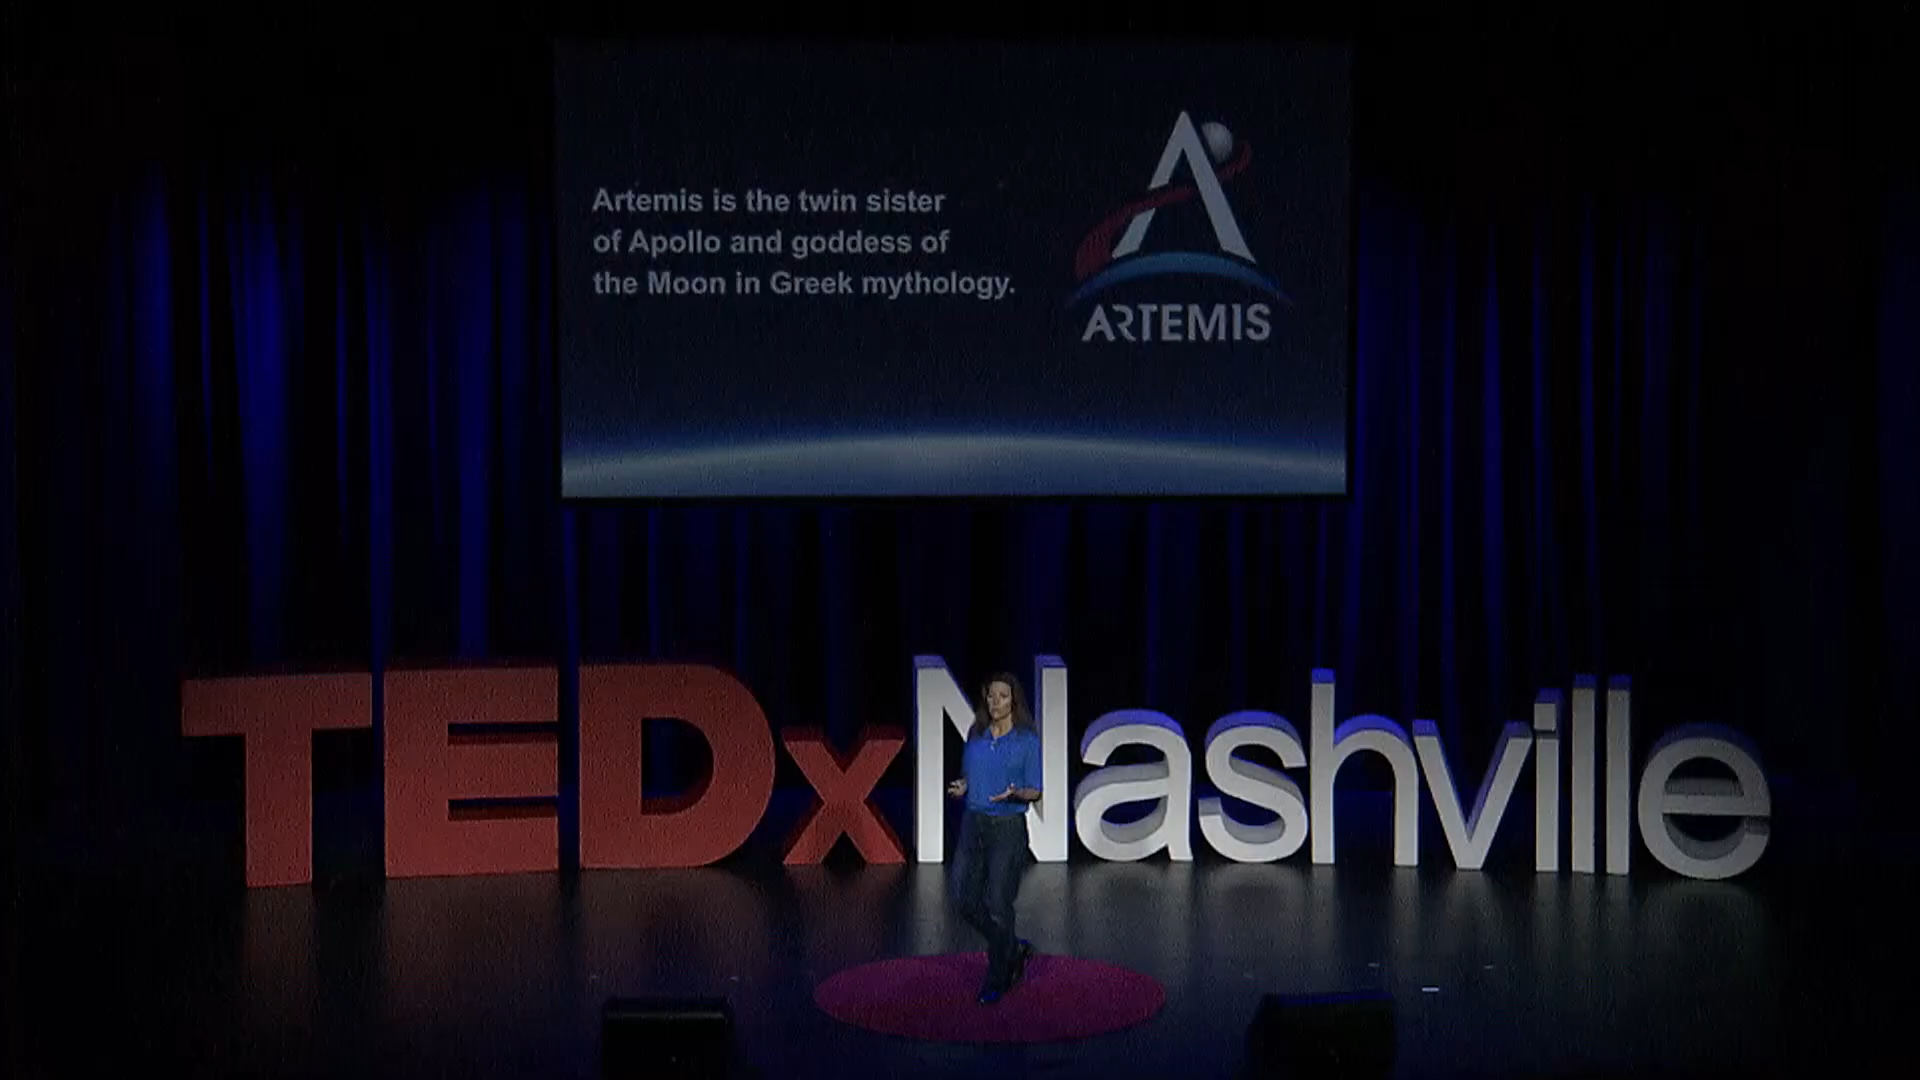 Artemis is the twin sister
of Apollo and goddess of
the Moon in Greek mythology.
ARTEMIS
TEDxNashville